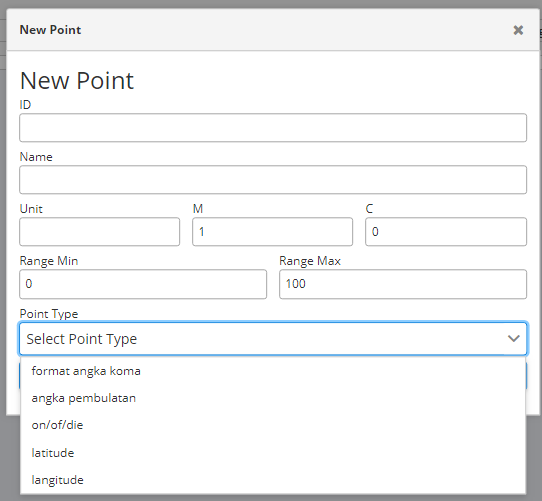 New Point
New Point
ID
Name
Unit M C
1 0
Range Min Range Max
0 100
Point Type
Select Point Type
format angka koma
angka pembulatan
on/of/die
latitude
langitude